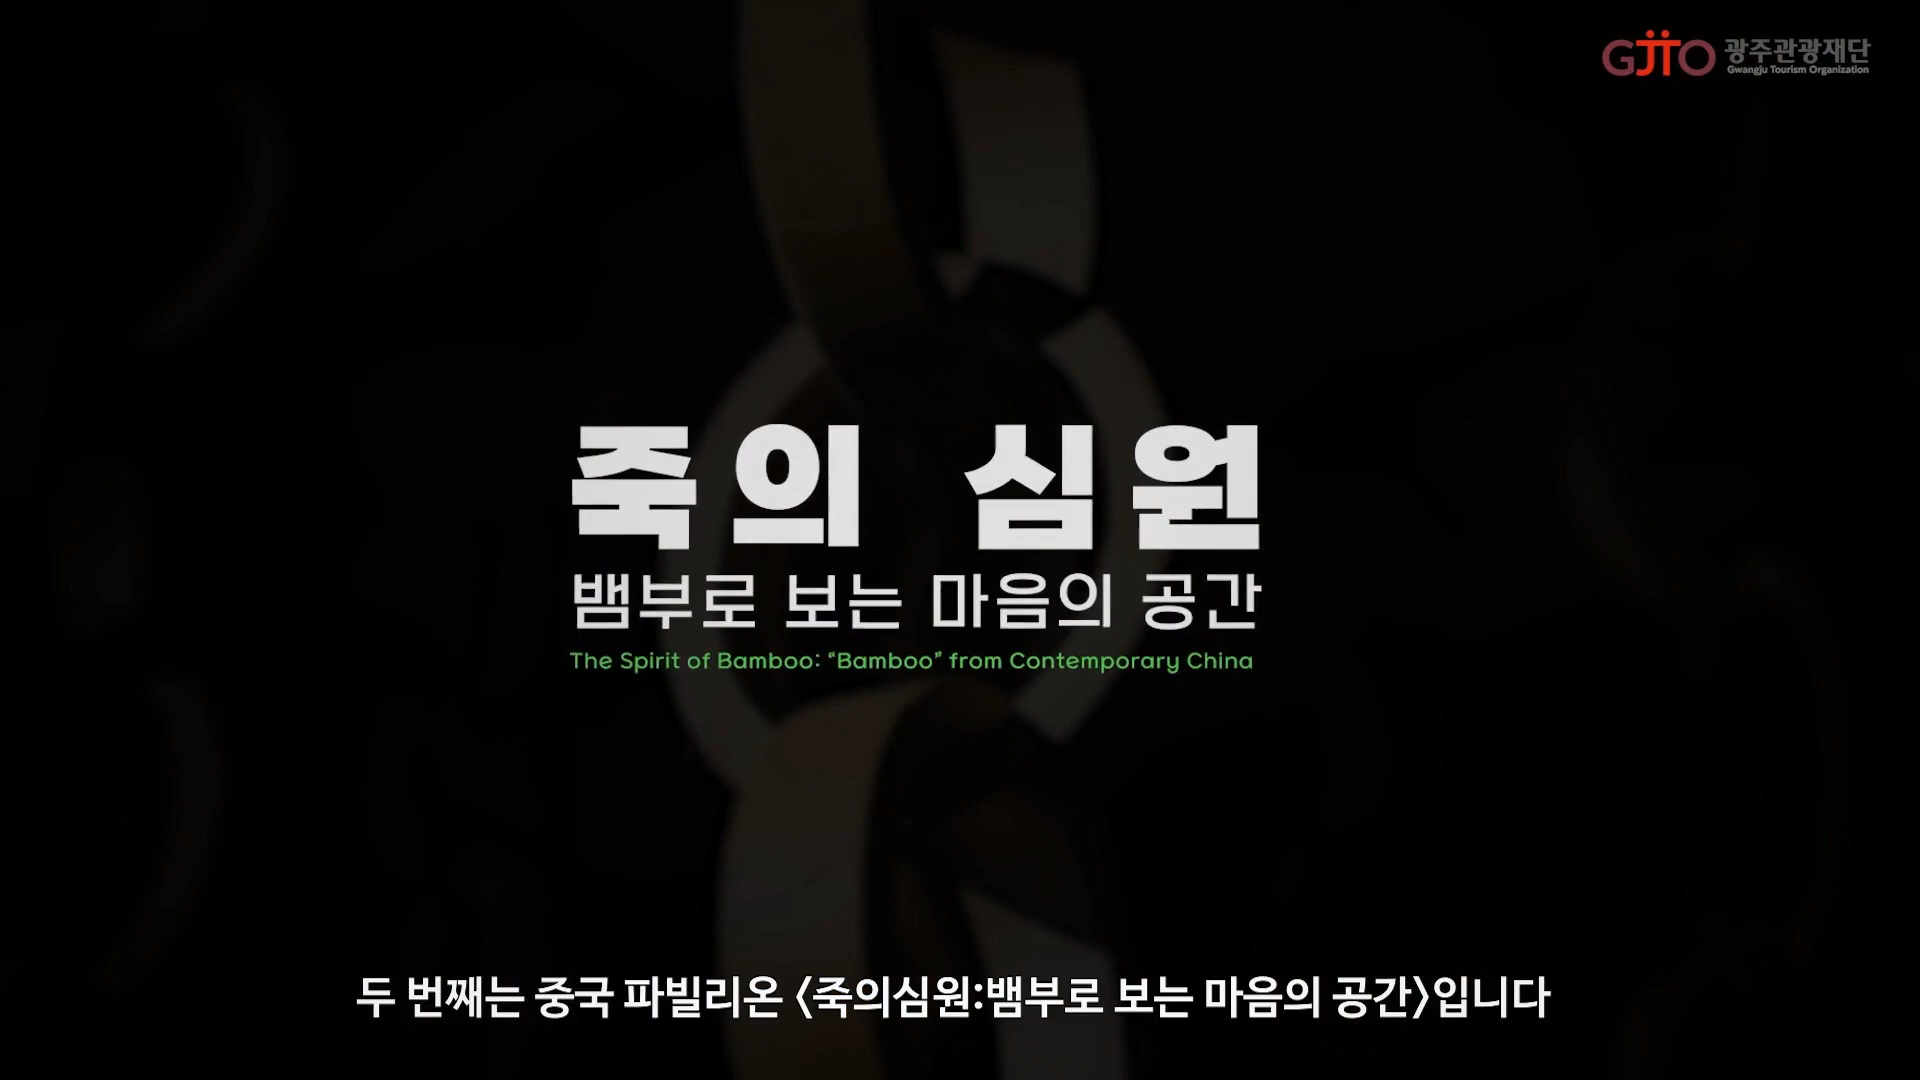 GJTO 광주관광재단
Gwangju Tourism Organization
죽의 심원
뱀부로 보는 마음의 공간
The Spirit of Bamboo: “Bamboo” from Contemporary China
두 번째는 중국 파빌리온 〈죽의심원:뱀부로 보는 마음의 공간〉입니다